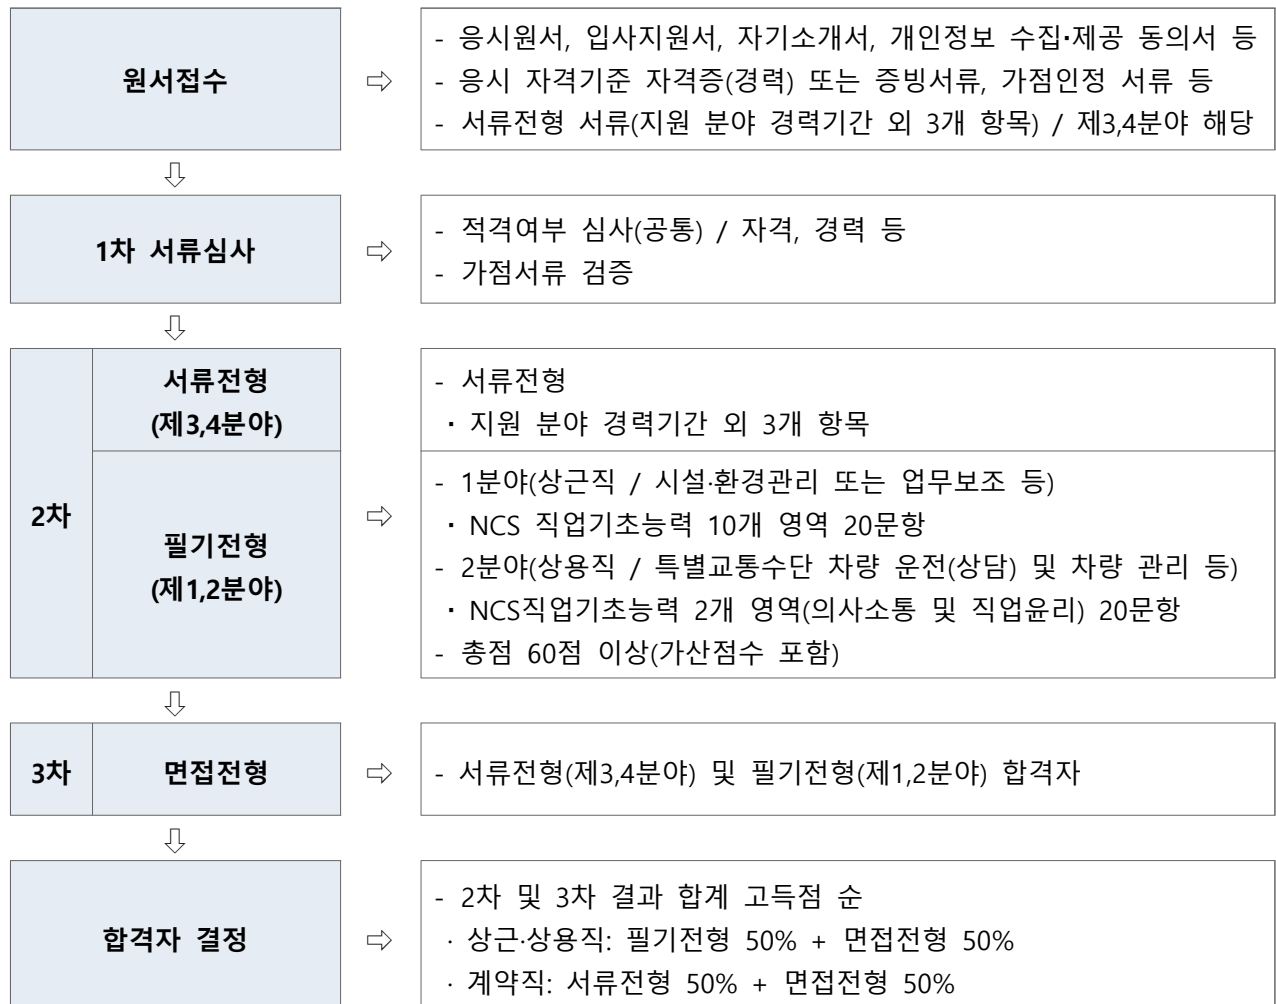 원서접수
⇨
- 응시원서, 입사지원서, 자기소개서, 개인정보 수집·제공 동의서 등
- 응시 자격기준 자격증(경력) 또는 증빙서류, 가점인정 서류 등
- 서류전형 서류(지원 분야 경력기간 외 3개 항목) / 제3,4분야 해당
⇩
1차 서류심사
⇨
- 적격여부 심사(공통) / 자격, 경력 등
- 가점서류 검증
⇩
2차
서류전형
(제3,4분야)
필기전형
(제1,2분야)
⇨
- 서류전형
· 지원 분야 경력기간 외 3개 항목
- 1분야(상근직 / 시설·환경관리 또는 업무보조 등)
· NCS 직업기초능력 10개 영역 20문항
- 2분야(상용직 / 특별교통수단 차량 운전(상담) 및 차량 관리 등)
· NCS직업기초능력 2개 영역(의사소통 및 직업윤리) 20문항
- 총점 60점 이상(가산점수 포함)
⇩
3차
면접전형
⇨
- 서류전형(제3,4분야) 및 필기전형(제1,2분야) 합격자
⇩
합격자 결정
⇨
- 2차 및 3차 결과 합계 고득점 순
· 상근·상용직: 필기전형 50% + 면접전형 50%
· 계약직: 서류전형 50% + 면접전형 50%